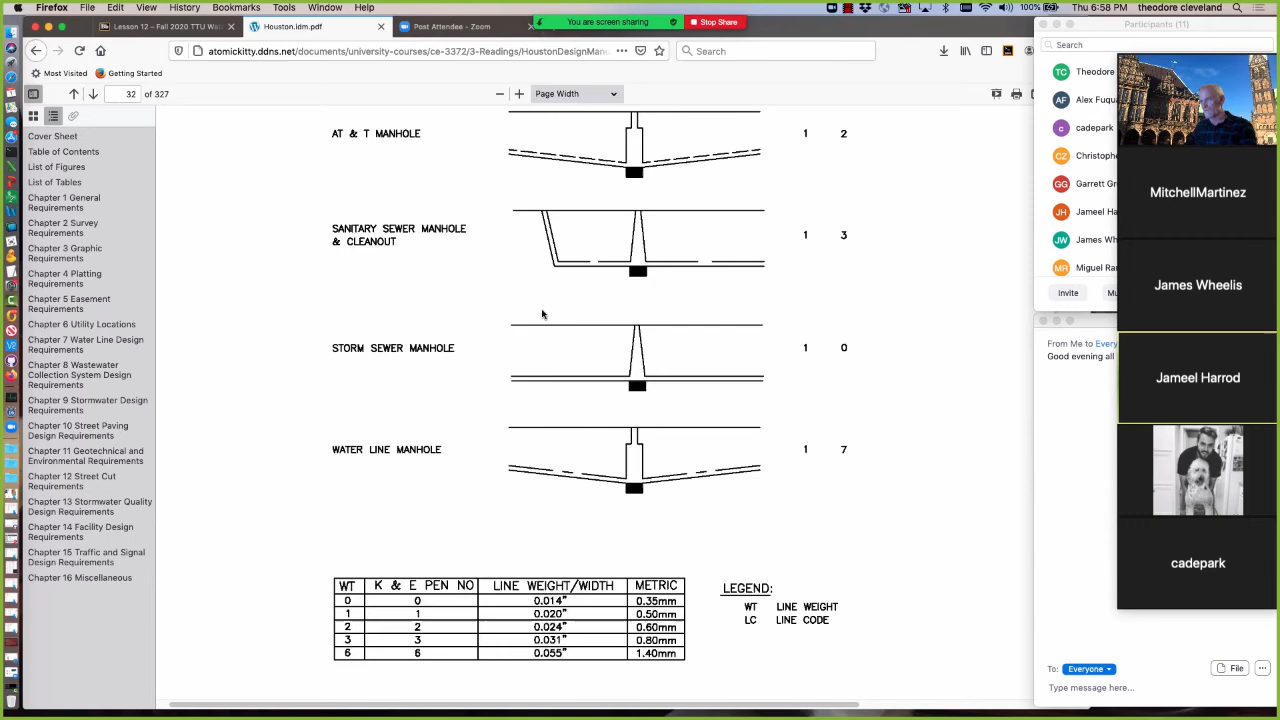 Firefox File Edit View History Bookmarks Tools Window Help
100% Thu 6:58 PM theodore cleveland
Lesson 12 – Fall 2020 TTU Wate
Houston.idm.pdf
Post Attendee - Zoom
You are screen sharing
Stop Share
Participants (11)
atomickitty.ddns.net/documents/university-courses/ce-3372/3-Readings/HoustonDesignManu
Search
Search
Most Visited
Getting Started
32 of 327
Page Width
Cover Sheet
Table of Contents
List of Figures
List of Tables
Chapter 1 General
Requirements
Chapter 2 Survey
Requirements
Chapter 3 Graphic
Requirements
Chapter 4 Platting
Requirements
Chapter 5 Easement
Requirements
Chapter 6 Utility Locations
Chapter 7 Water Line Design
Requirements
Chapter 8 Wastewater
Collection System Design
Requirements
Chapter 9 Stormwater Design
Requirements
Chapter 10 Street Paving
Design Requirements
Chapter 11 Geotechnical and
Environmental Requirements
Chapter 12 Street Cut
Requirements
Chapter 13 Stormwater Quality
Design Requirements
Chapter 14 Facility Design
Requirements
Chapter 15 Traffic and Signal
Design Requirements
Chapter 16 Miscellaneous
AT & T MANHOLE 1 2
SANITARY SEWER MANHOLE
& CLEANOUT 1 3
STORM SEWER MANHOLE 1 0
WATER LINE MANHOLE 1 7
WT K & E PEN NO LINE WEIGHT/WIDTH METRIC
0 0 0.014" 0.35mm
1 1 0.020" 0.50mm
2 2 0.024" 0.60mm
3 3 0.031" 0.80mm
6 6 0.055" 1.40mm
LEGEND:
WT LINE WEIGHT
LC LINE CODE
TC Theodore
AF Alex Fuqua
c cadepark
CZ Christophe
GG Garrett Gr
JH Jameel Ha
JW James Wh
MR Miguel Ram
Invite
Mu
From Me to Every
Good evening all
MitchellMartinez
James Wheelis
Jameel Harrod
cadepark
To: Everyone
File
Type message here...